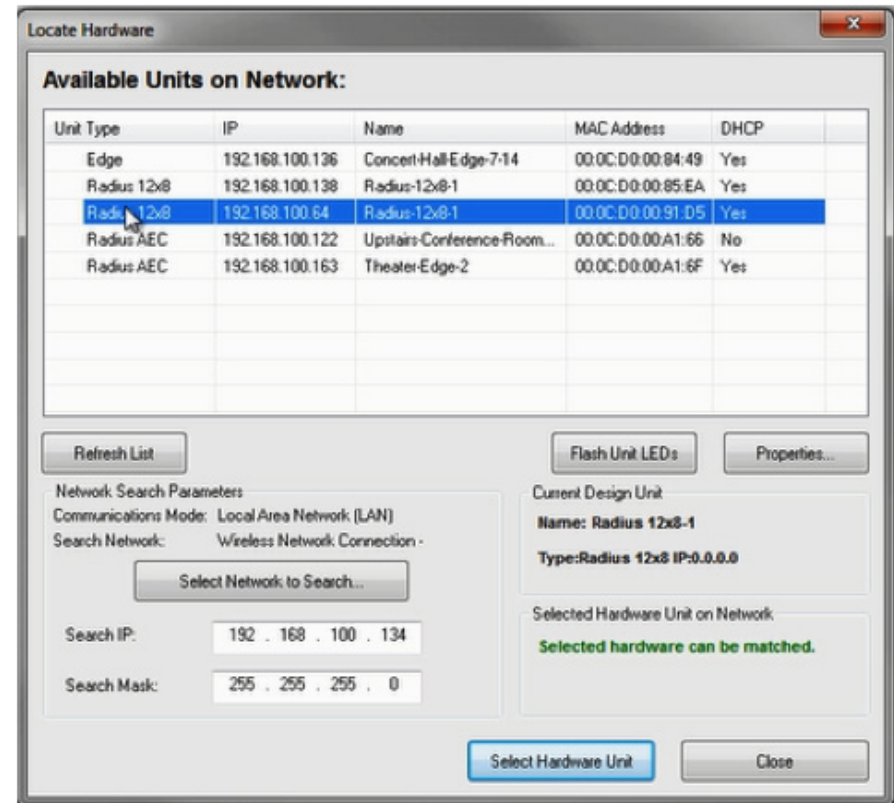 Locate Hardware
Available Units on Network:
Unit Type IP Name MAC Address DHCP
Edge 192.168.100.136 Concert-Hall-Edge-7-14 00:0C:D0:00:84:49 Yes
Radius 12x8 192.168.100.138 Radius-12x8-1 00:0C:D0:00:85:EA Yes
Radius 12x8 192.168.100.64 Radius-12x8-1 00:0C:D0:00:91:D5 Yes
Radius AEC 192.168.100.122 Upstairs-Conference-Room... 00:0C:D0:00:A1:66 No
Radius AEC 192.168.100.163 Theater-Edge-2 00:0C:D0:00:A1:6F Yes
Refresh List Flash Unit LEDs Properties...
Network Search Parameters
Communications Mode: Local Area Network (LAN)
Search Network: Wireless Network Connection -
Select Network to Search...
Search IP: 192 . 168 . 100 . 134
Search Mask: 255 . 255 . 255 . 0
Current Design Unit
Name: Radius 12x8-1
Type:Radius 12x8 IP:0.0.0.0
Selected Hardware Unit on Network
Selected hardware can be matched.
Select Hardware Unit Close